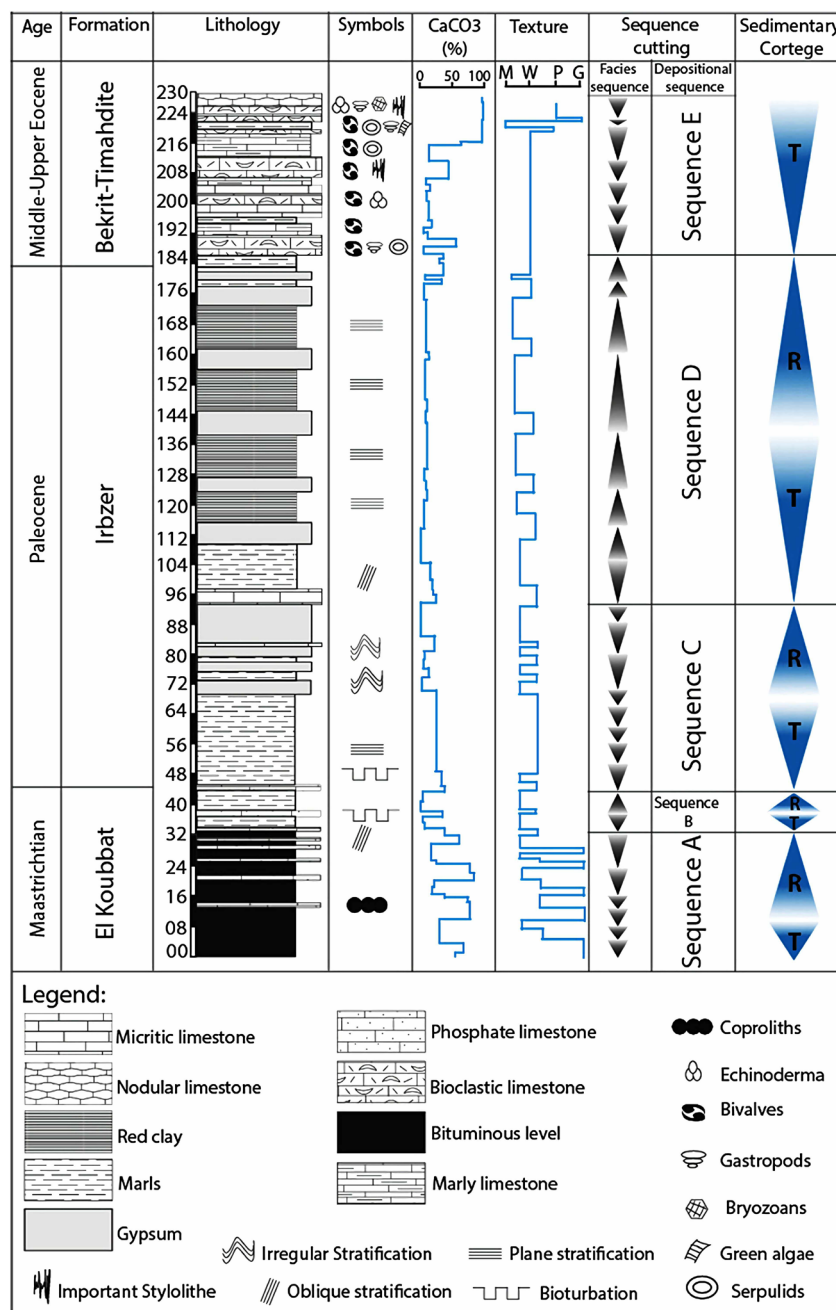 Age Formation Lithology Symbols CaCO3 (%) Texture Sequence cutting Sedimentary Cortege
0 50 100 M W P G Facies sequence Depositional sequence
Middle-Upper Eocene
Paleocene
Maastrichtian
Bekrit-Timahdite
Irbzer
El Koubbat
230
224
216
208
200
192
184
176
168
160
152
144
136
128
120
112
104
96
88
80
72
64
56
48
40
32
24
16
08
00
Sequence E
Sequence D
Sequence C
Sequence B
Sequence A
T
R
T
R
T
R
T
R
T
Legend:
Micritic limestone
Nodular limestone
Red clay
Marls
Gypsum
Phosphate limestone
Bioclastic limestone
Bituminous level
Marly limestone
Coproliths
Echinoderma
Bivalves
Gastropods
Bryozoans
Green algae
Serpulids
Irregular Stratification
Plane stratification
Important Stylolithe
Oblique stratification
Bioturbation